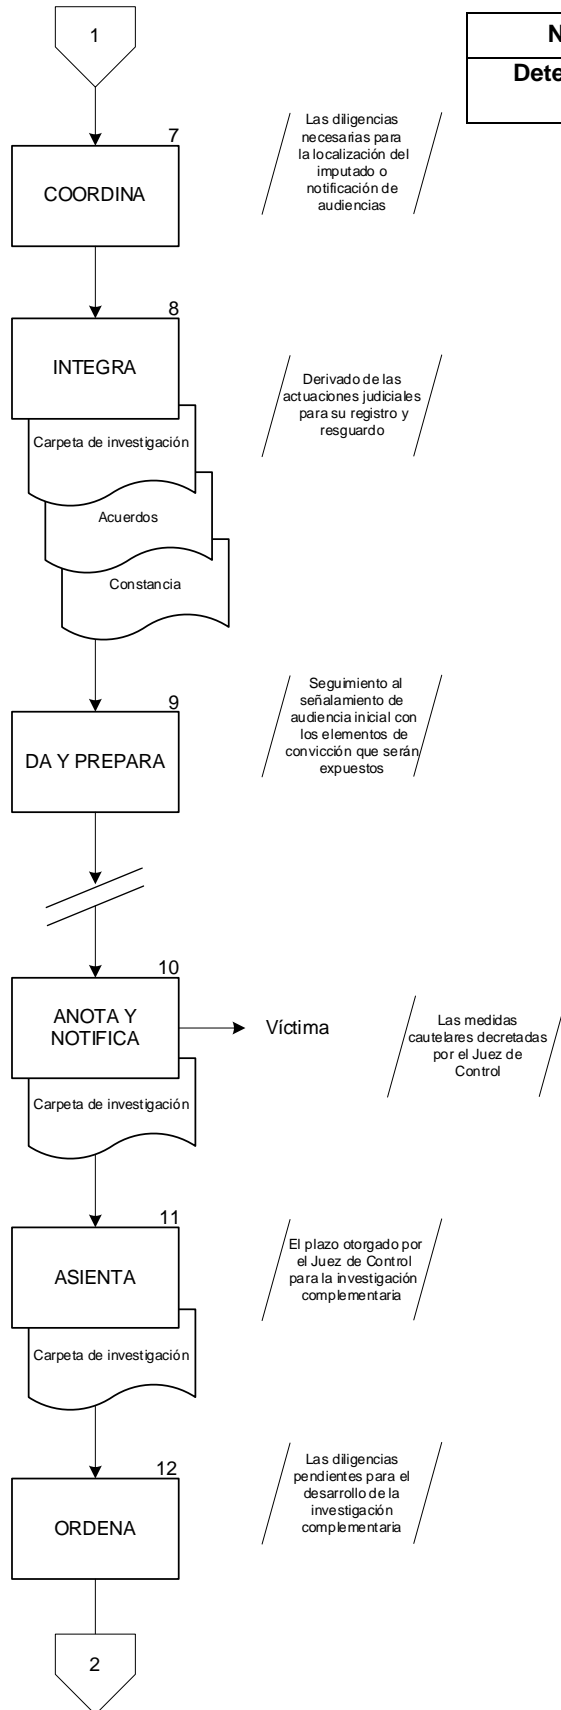 1
N
Dete
7
COORDINA
Las diligencias
necesarias para
la localización del
imputado o
notificación de
audiencias
8
INTEGRA
Derivado de las
actuaciones judiciales
para su registro y
resguardo
Carpeta de investigación
Acuerdos
Constancia
9
DA Y PREPARA
Seguimiento al
señalamiento de
audiencia inicial con
los elementos de
convicción que serán
expuestos
10
ANOTA Y
NOTIFICA
Víctima
Las medidas
cautelares decretadas
por el Juez de
Control
Carpeta de investigación
11
ASIENTA
El plazo otorgado por
el Juez de Control
para la investigación
complementaria
Carpeta de investigación
12
ORDENA
Las diligencias
pendientes para el
desarrollo de la
investigación
complementaria
2